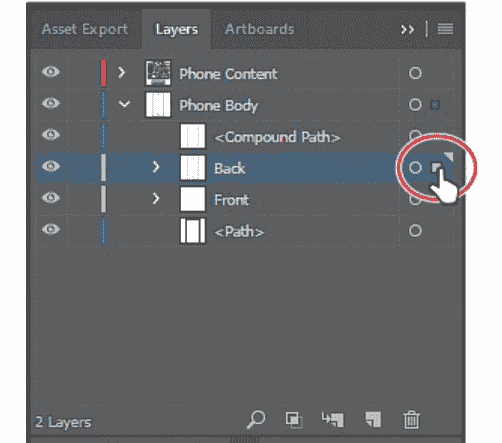 Asset Export Layers Artboards
Phone Content
Phone Body
<Compound Path>
Back
Front
<Path>
2 Layers